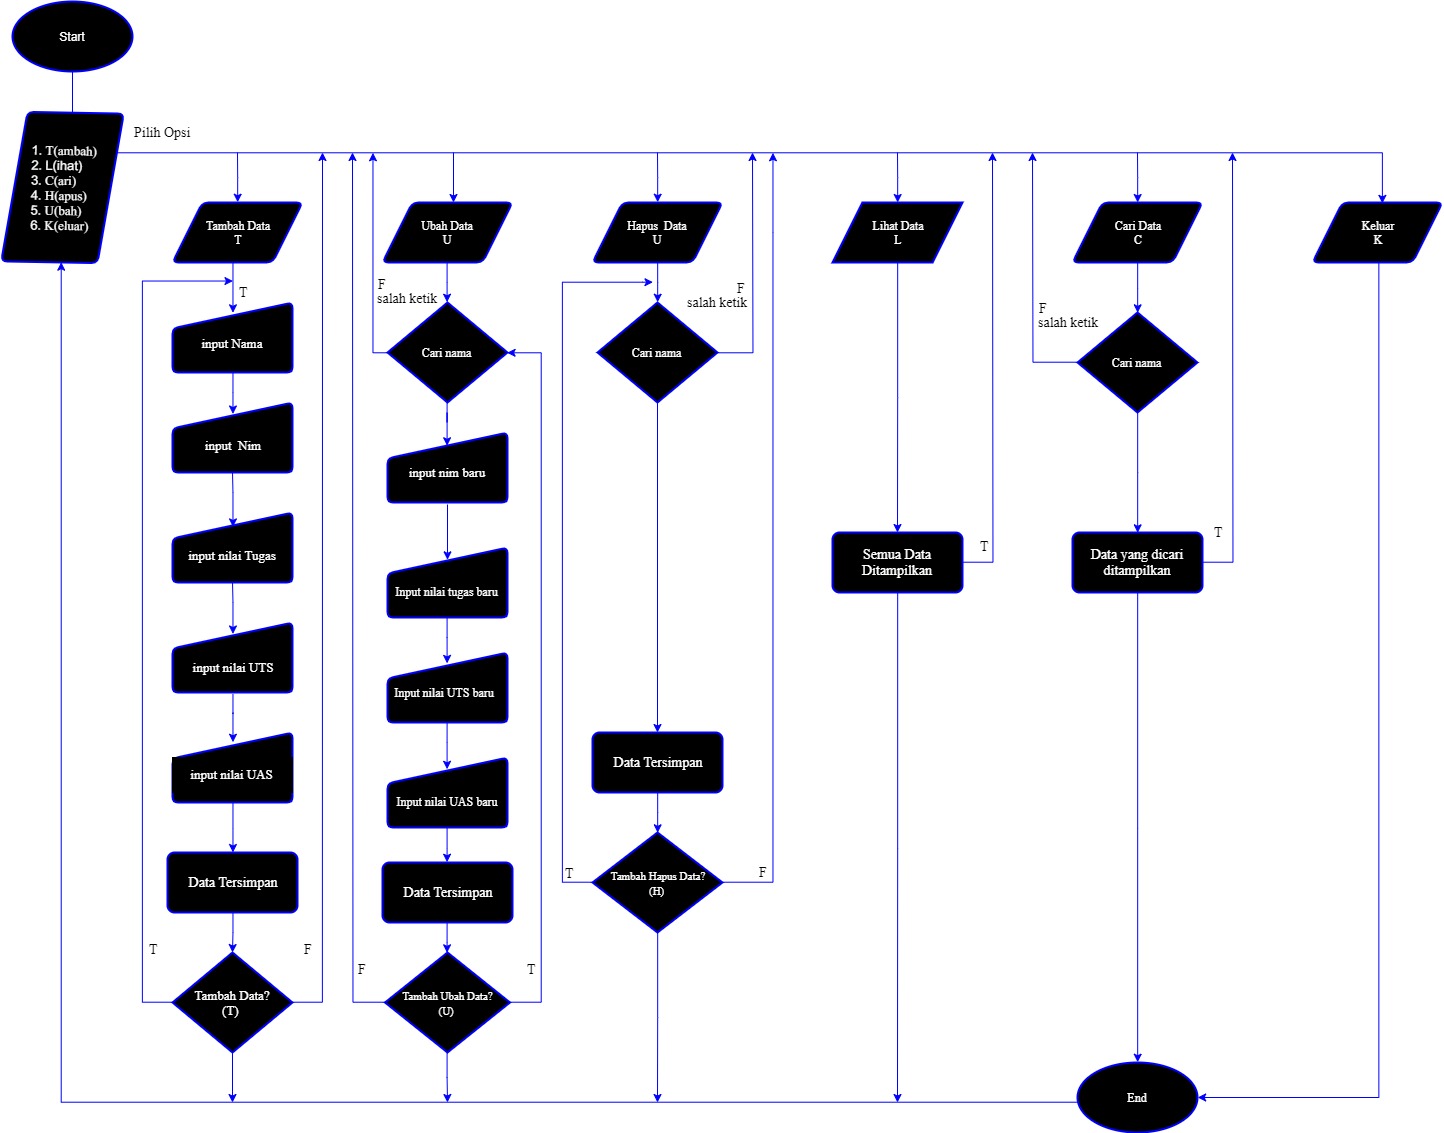 Start
Pilih Opsi
1. T(ambah)
2. L(ihat)
3. C(ari)
4. H(apus)
5. U(bah)
6. K(eluar)
Tambah Data
T
T
input Nama
input  Nim
input nilai Tugas
input nilai UTS
input nilai UAS
Data Tersimpan
T
F
Tambah Data?
(T)
Ubah Data
U
F
salah ketik
Cari nama
input nim baru
Input nilai tugas baru
Input nilai UTS baru
Input nilai UAS baru
Data Tersimpan
F
T
Tambah Ubah Data?
(U)
Hapus  Data
U
F
salah ketik
Cari nama
Data Tersimpan
T
F
Tambah Hapus Data?
(H)
Lihat Data
L
Semua Data
Ditampilkan
T
Cari Data
C
F
salah ketik
Cari nama
T
Data yang dicari
ditampilkan
Keluar
K
End